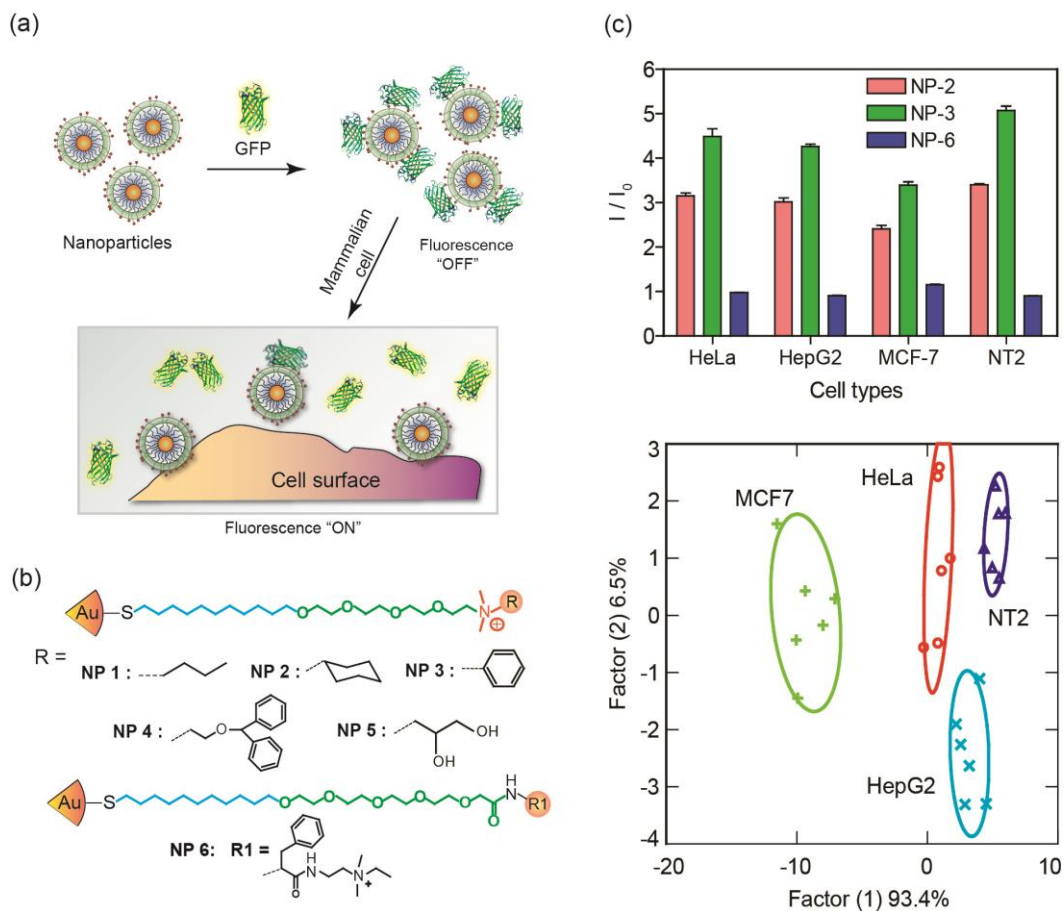 (a)
GFP
Nanoparticles
Fluorescence
"OFF"
Mammalian
cell
Cell surface
Fluorescence "ON"
(b)
Au S O O O O N ⊕ R
R =
NP 1 :
NP 2 :
NP 3 :
NP 4 : O
NP 5 : OH
OH
Au S O O O O O O H N R1
NP 6: R1 =
H
N N +
O
(c)
6
5
4
3
2
1
0
I / I0
NP-2
NP-3
NP-6
HeLa HepG2 MCF-7 NT2
Cell types
3
2
1
0
-1
-2
-3
-4
Factor (2) 6.5%
MCF7
HeLa
NT2
HepG2
-20 -10 0 10
Factor (1) 93.4%